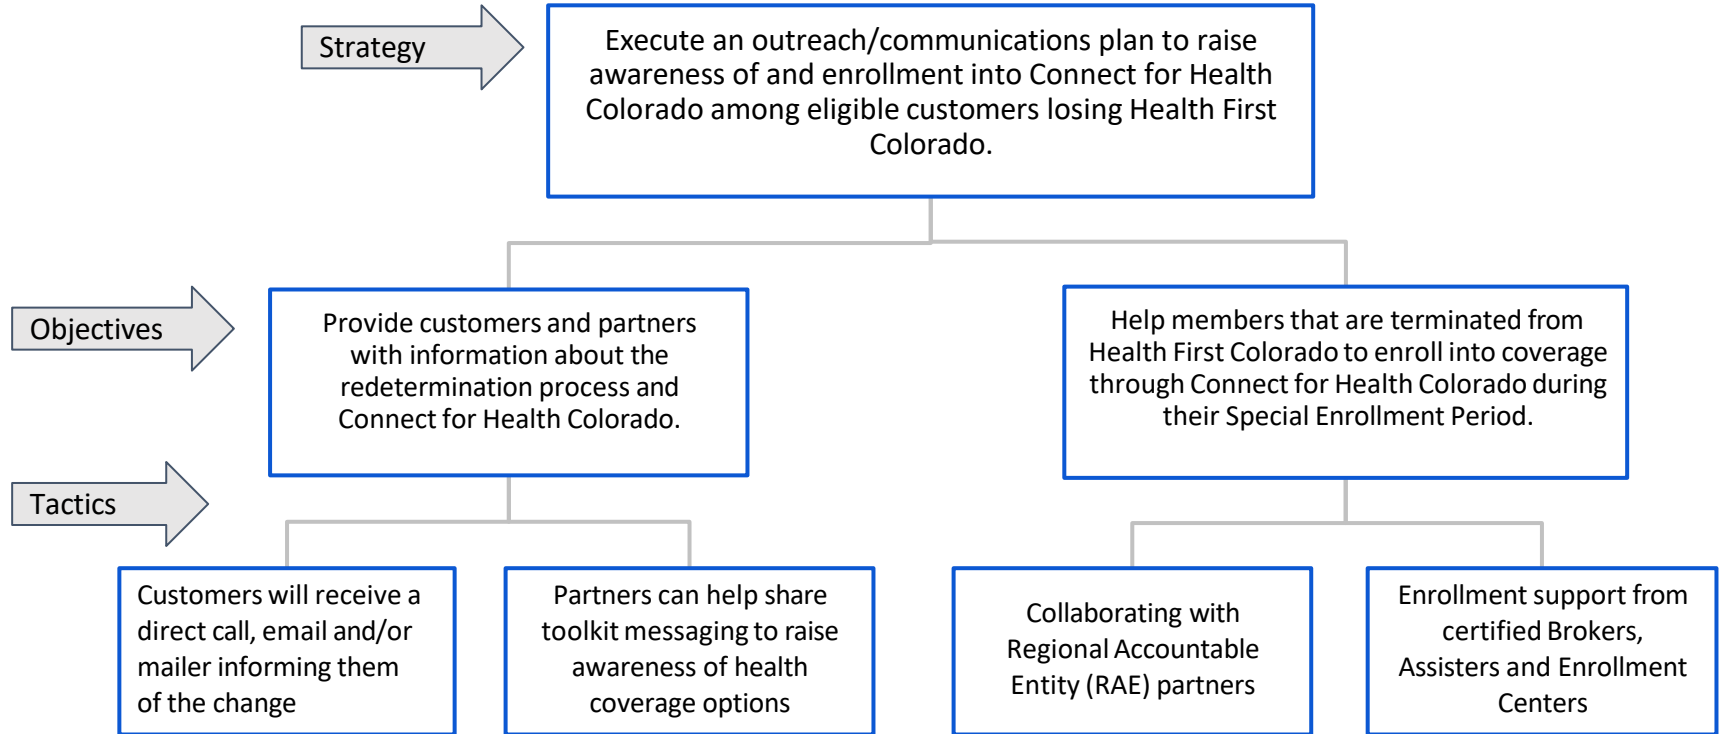 Strategy
Execute an outreach/communications plan to raise
awareness of and enrollment into Connect for Health
Colorado among eligible customers losing Health First
Colorado.
Objectives
Provide customers and partners
with information about the
redetermination process and
Connect for Health Colorado.
Help members that are terminated from
Health First Colorado to enroll into coverage
through Connect for Health Colorado during
their Special Enrollment Period.
Tactics
Customers will receive a
direct call, email and/or
mailer informing them
of the change
Partners can help share
toolkit messaging to raise
awareness of health
coverage options
Collaborating with
Regional Accountable
Entity (RAE) partners
Enrollment support from
certified Brokers,
Assisters and Enrollment
Centers